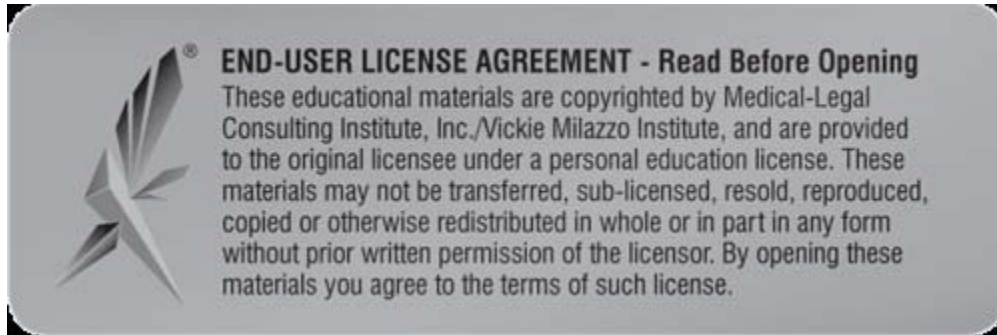 ®
END-USER LICENSE AGREEMENT - Read Before Opening
These educational materials are copyrighted by Medical-Legal
Consulting Institute, Inc./Vickie Milazzo Institute, and are provided
to the original licensee under a personal education license. These
materials may not be transferred, sub-licensed, resold, reproduced,
copied or otherwise redistributed in whole or in part in any form
without prior written permission of the licensor. By opening these
materials you agree to the terms of such license.